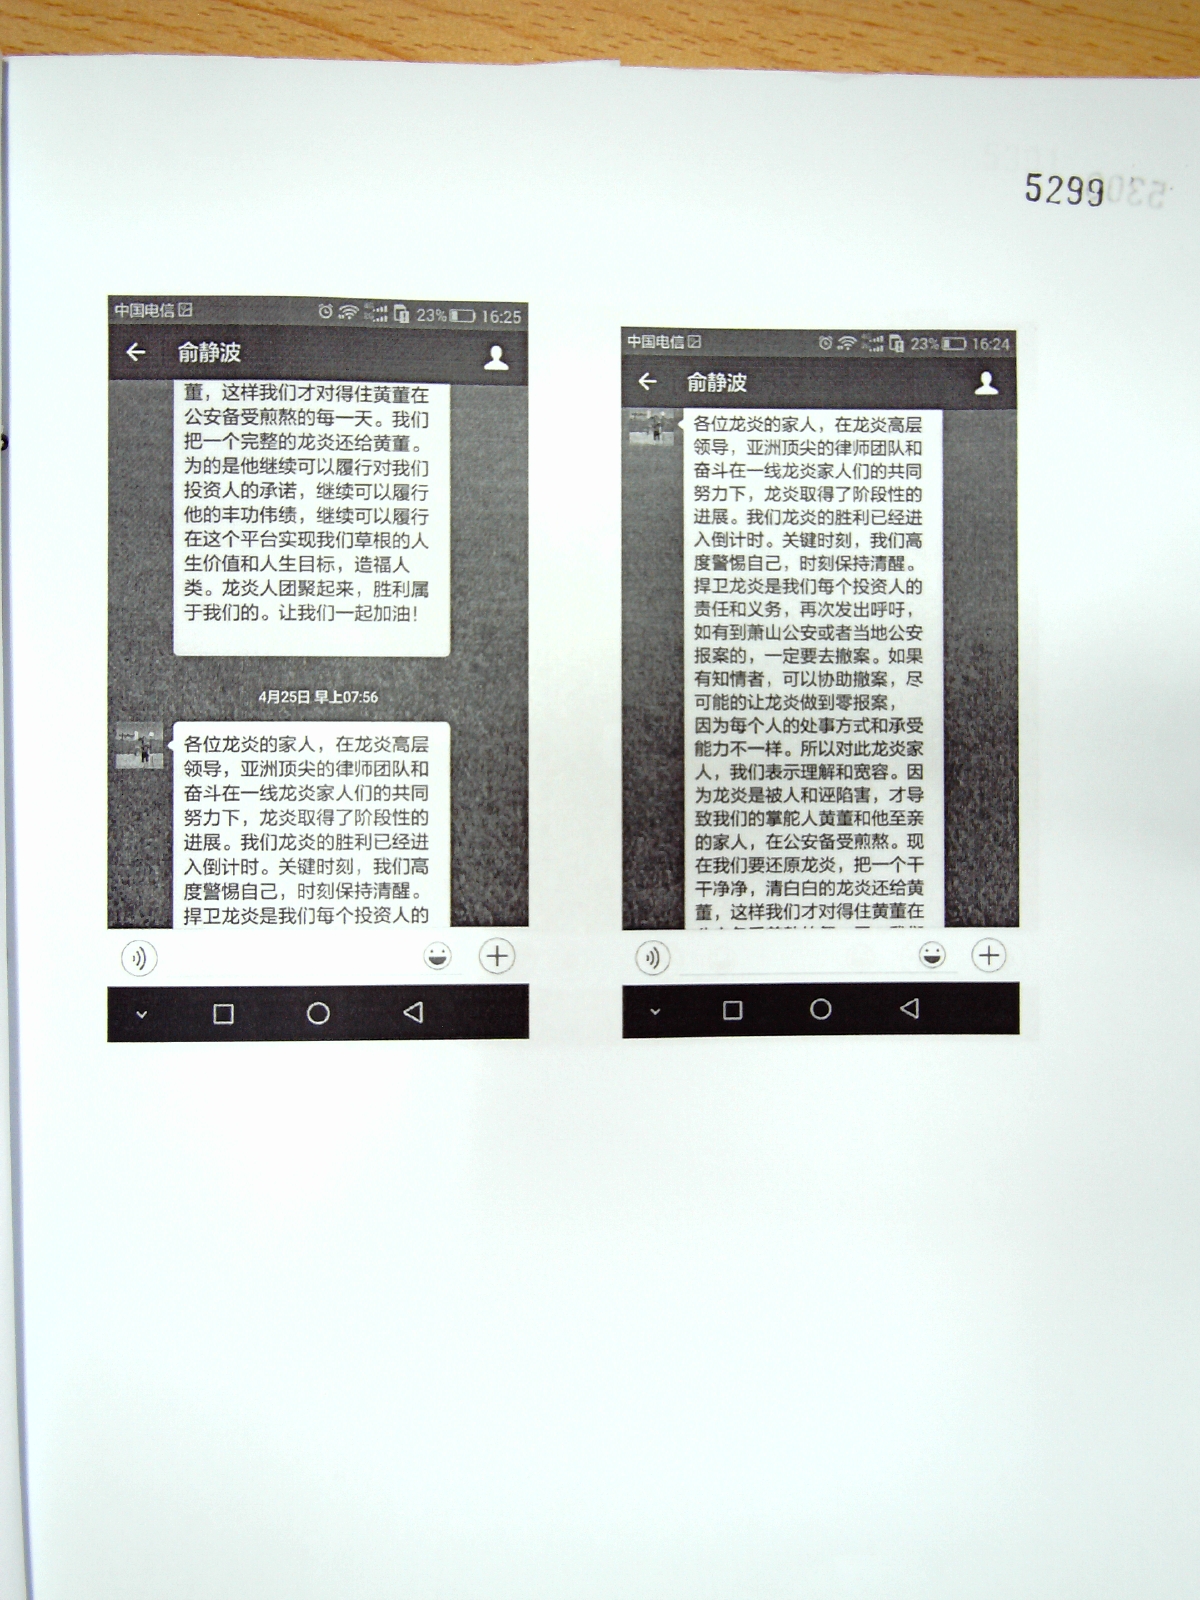 5299
中国电信 23% 16:25
俞静波
董，这样我们才对得住黄董在
公安备受煎熬的每一天。我们
把一个完整的龙炎还给黄董。
为的是他继续可以履行对我们
投资人的承诺，继续可以履行
他的丰功伟绩，继续可以履行
在这个平台实现我们草根的人
生价值和人生目标，造福人
类。龙炎人团聚起来，胜利属
于我们的。让我们一起加油！
4月25日 早上07:56
各位龙炎的家人，在龙炎高层
领导，亚洲顶尖的律师团队和
奋斗在一线龙炎家人们的共同
努力下，龙炎取得了阶段性的
进展。我们龙炎的胜利已经进
入倒计时。关键时刻，我们高
度警惕自己，时刻保持清醒。
捍卫龙炎是我们每个投资人的
中国电信 23% 16:24
俞静波
各位龙炎的家人，在龙炎高层
领导，亚洲顶尖的律师团队和
奋斗在一线龙炎家人们的共同
努力下，龙炎取得了阶段性的
进展。我们龙炎的胜利已经进
入倒计时。关键时刻，我们高
度警惕自己，时刻保持清醒。
捍卫龙炎是我们每个投资人的
责任和义务，再次发出呼吁，
如有到萧山公安或者当地公安
报案的，一定要去撤案。如果
有知情者，可以协助撤案，尽
可能的让龙炎做到零报案，
因为每个人的处事方式和承受
能力不一样。所以对此龙炎家
人，我们表示理解和宽容。因
为龙炎是被人和诬陷害，才导
致我们的掌舵人黄董和他至亲
的家人，在公安备受煎熬。现
在我们要还原龙炎，把一个干
干净净，清白白的龙炎还给黄
董，这样我们才对得住黄董在